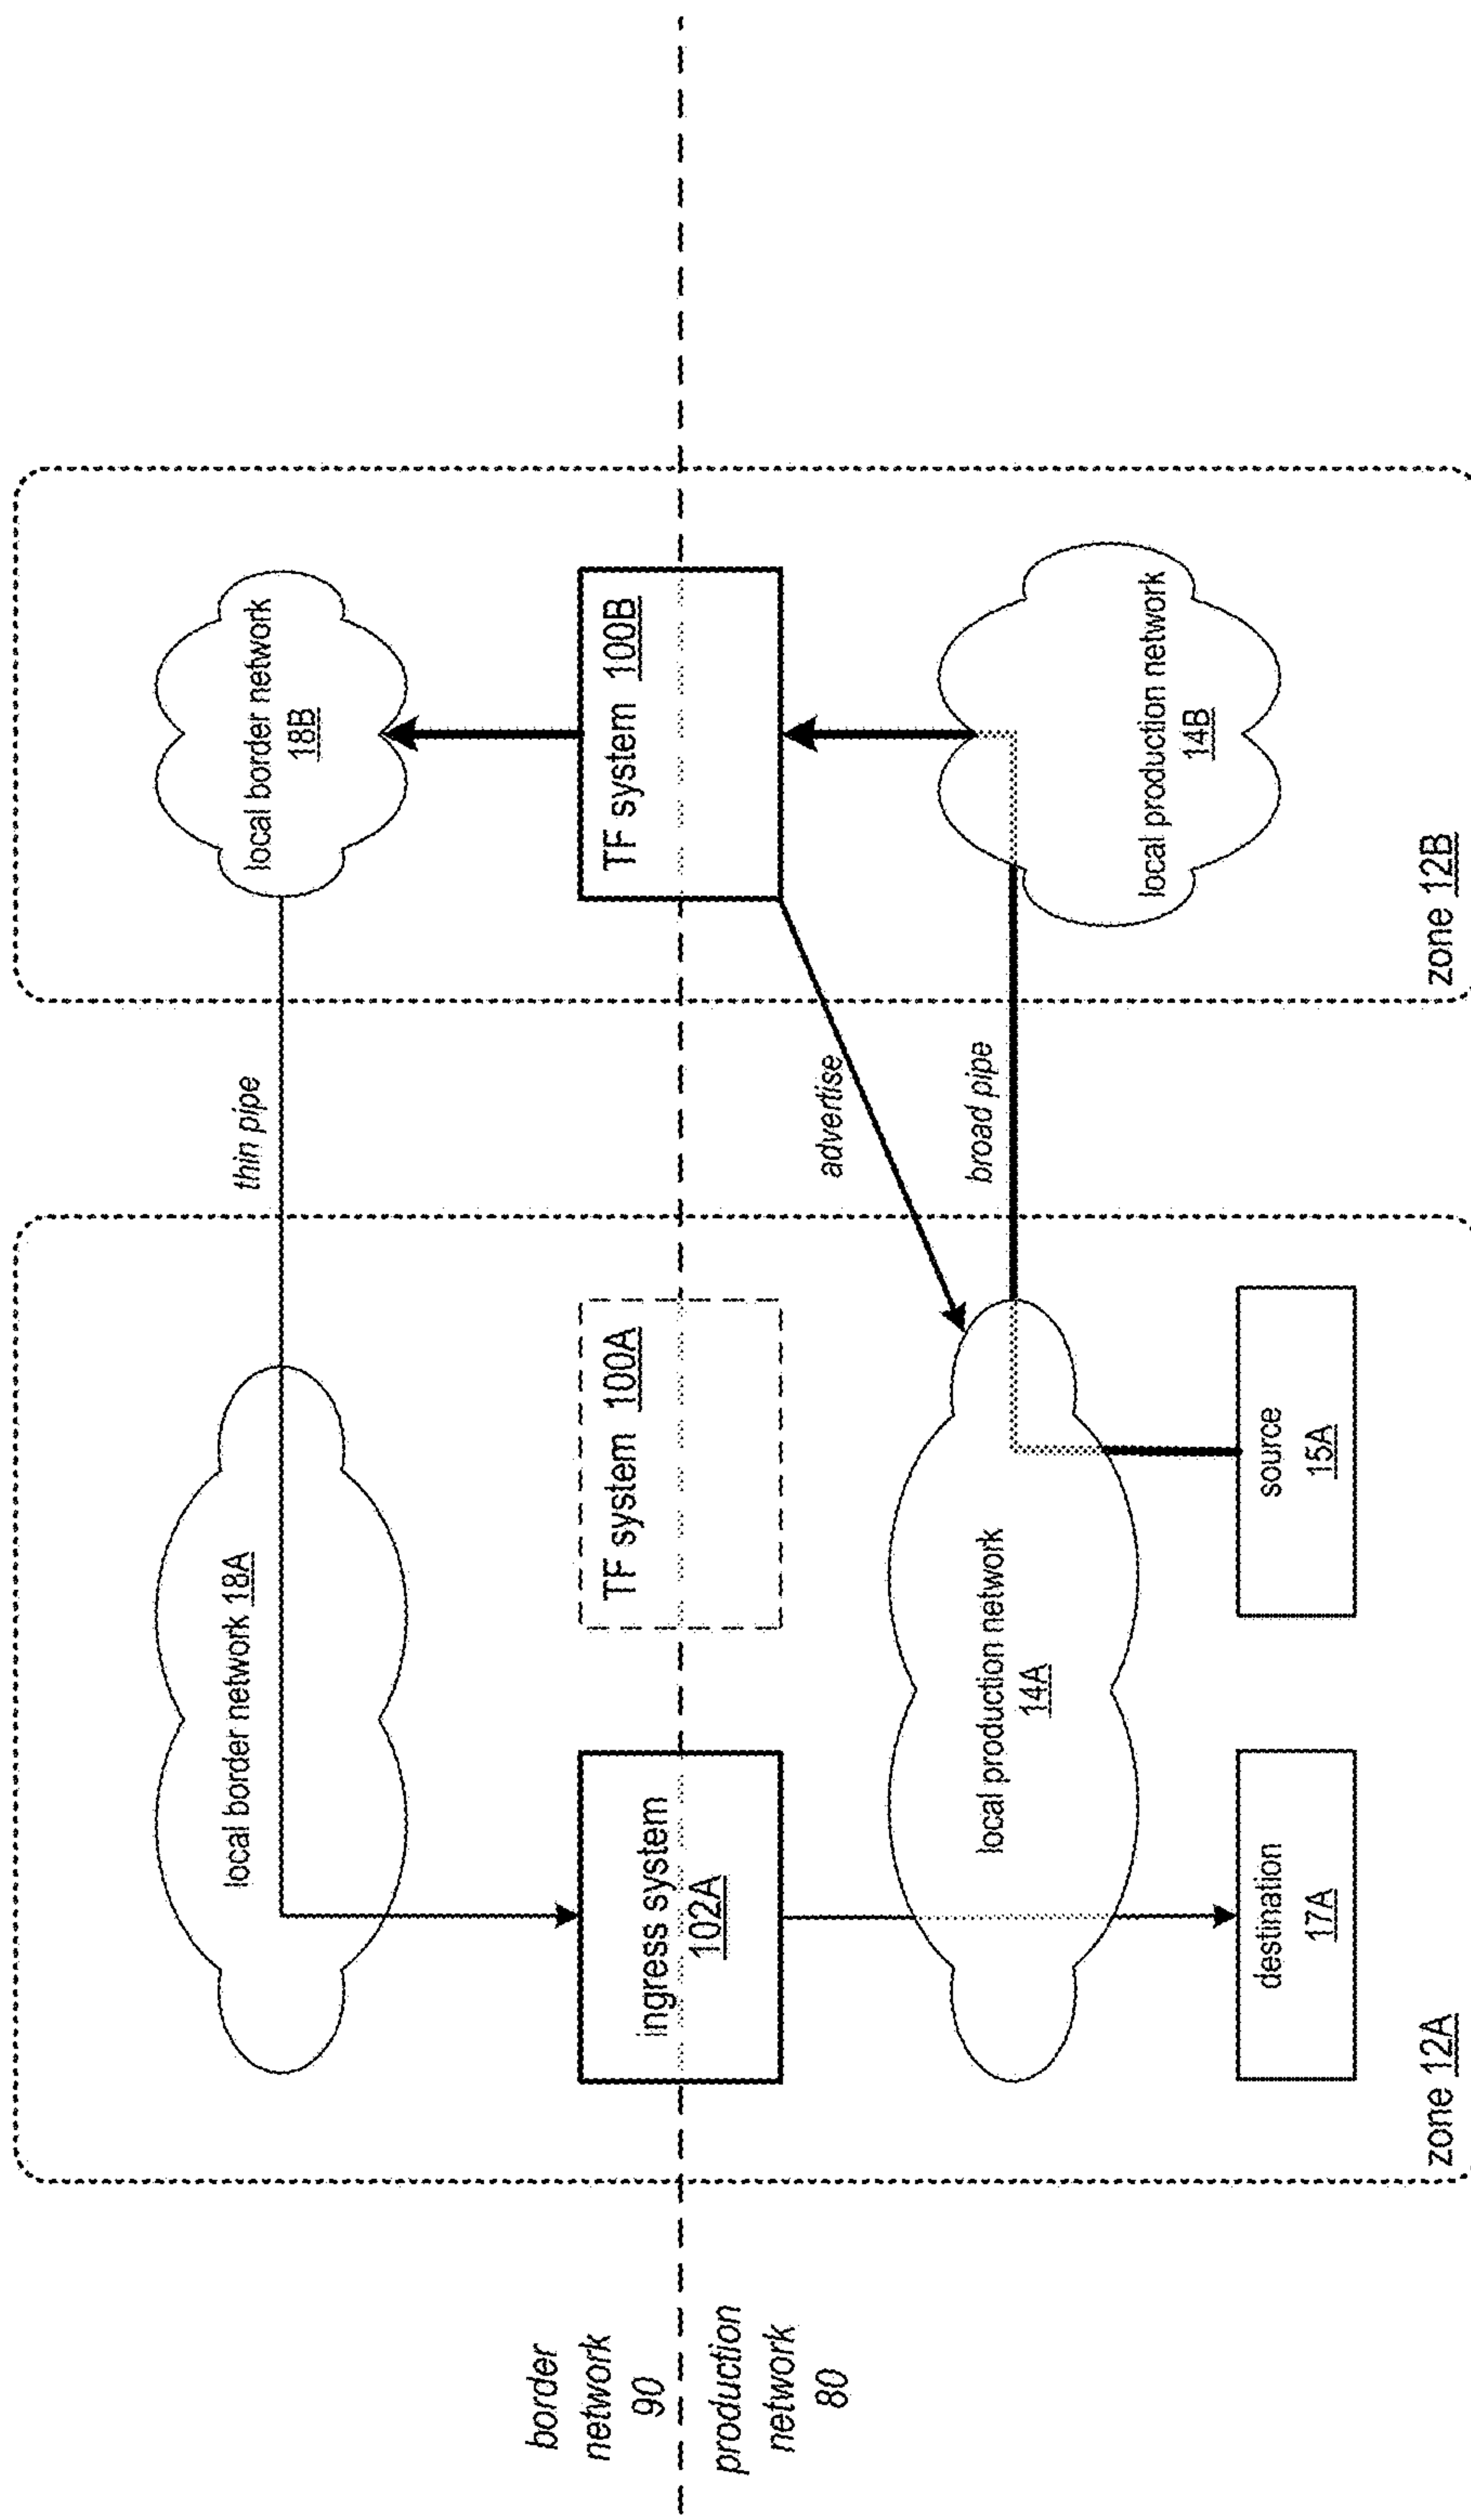 local border network 18A
thin pipe
local border network
18B
border
network
90
production
network
80
ingress system
102A
TF system 100A
TF system 100B
advertise
broad pipe
local production network
14A
local production network
14B
destination
17A
source
15A
zone 12A
zone 12B